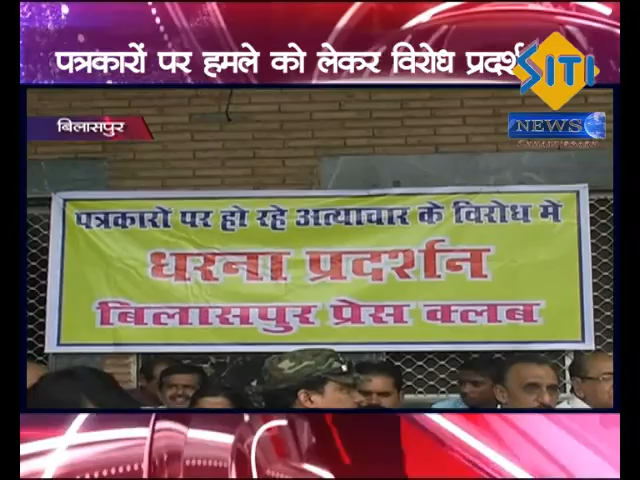 पत्रकारों पर हमले को लेकर विरोध प्रदर्श
SITI
NEWS
बिलासपुर
पत्रकारों पर हो रहे अत्याचार के विरोध में
धरना प्रदर्शन
बिलासपुर प्रेस क्लब